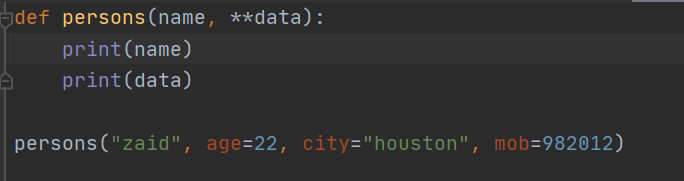 def persons(name, **data):
    print(name)
    print(data)
persons("zaid", age=22, city="houston", mob=982012)